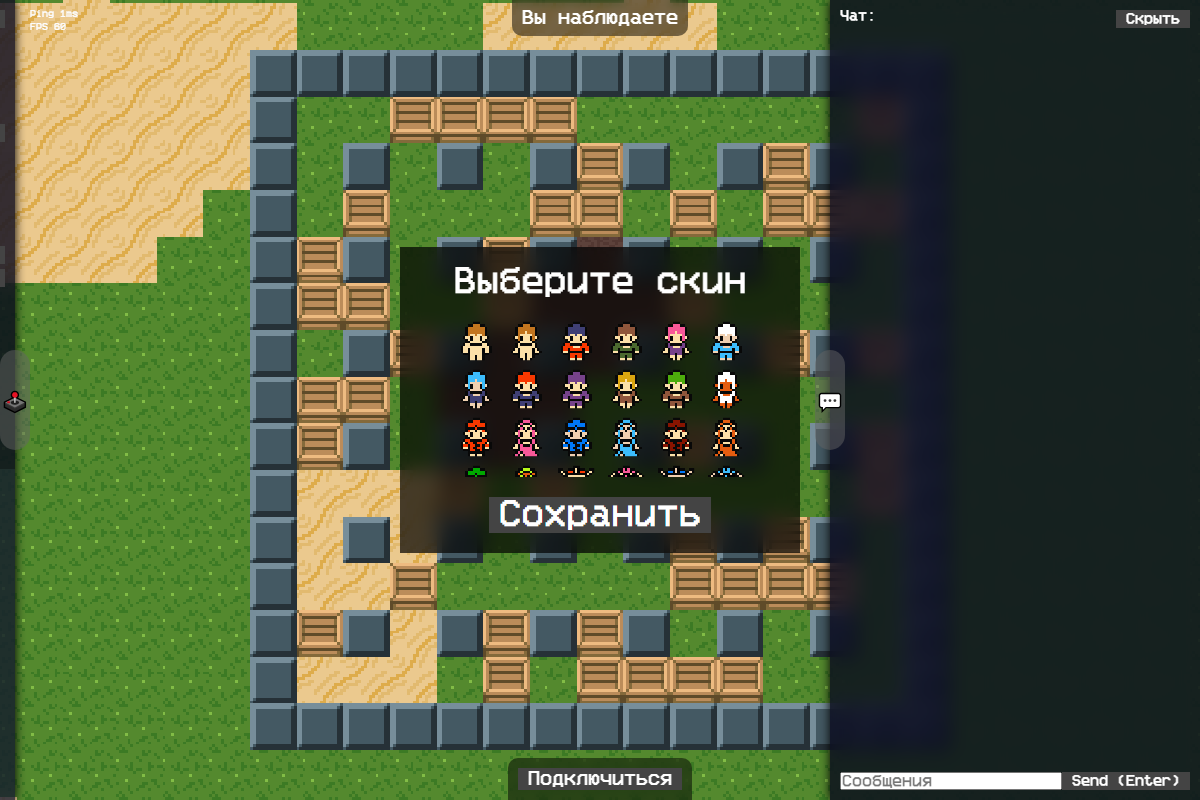 Ping 1ms
FPS 60
Вы наблюдаете
Чат:
Скрыть
Выберите скин
Сохранить
Подключиться
Сообщения
Send (Enter)